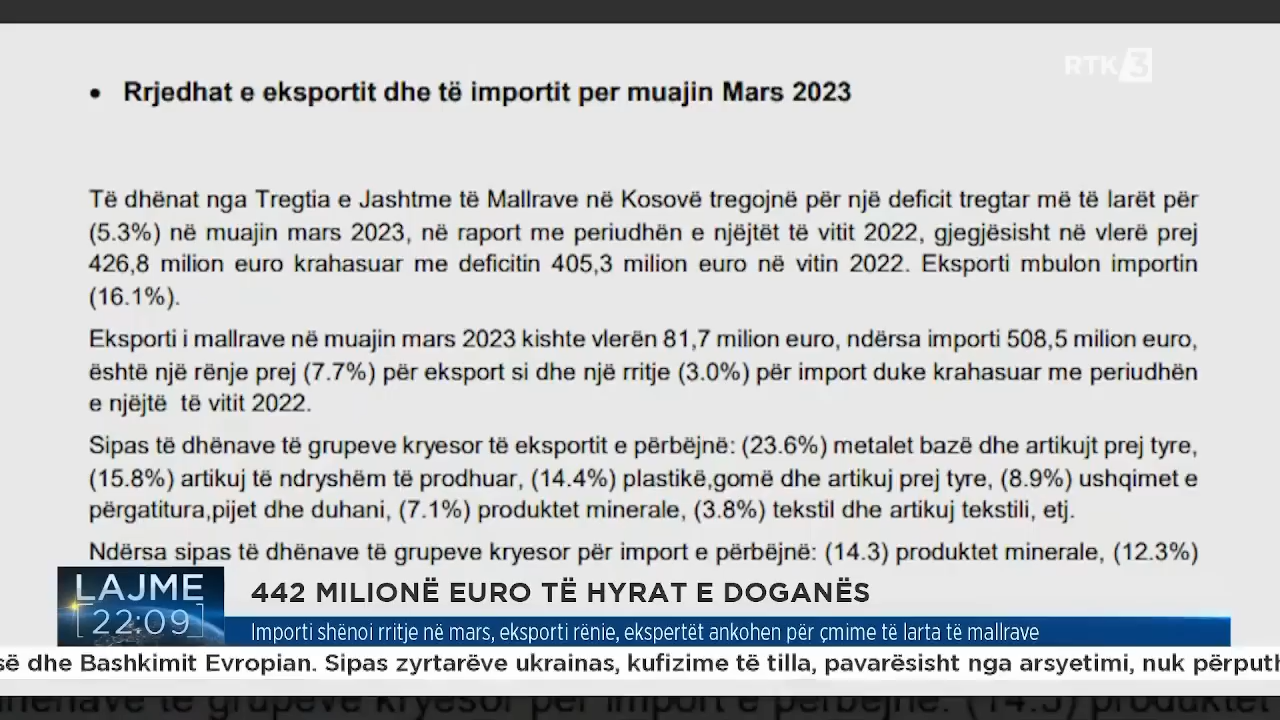 RTK 3
• Rrjedhat e eksportit dhe të importit per muajin Mars 2023
Të dhënat nga Tregtia e Jashtme të Mallrave në Kosovë tregojnë për një deficit tregtar më të larët për
(5.3%) në muajin mars 2023, në raport me periudhën e njëjtët të vitit 2022, gjegjësisht në vlerë prej
426,8 milion euro krahasuar me deficitin 405,3 milion euro në vitin 2022. Eksporti mbulon importin
(16.1%).
Eksporti i mallrave në muajin mars 2023 kishte vlerën 81,7 milion euro, ndërsa importi 508,5 milion euro,
është një rënie prej (7.7%) për eksport si dhe një rritje (3.0%) për import duke krahasuar me periudhën
e njëjtë të vitit 2022.
Sipas të dhënave të grupeve kryesor të eksportit e përbëjnë: (23.6%) metalet bazë dhe artikujt prej tyre,
(15.8%) artikuj të ndryshëm të prodhuar, (14.4%) plastikë,gomë dhe artikuj prej tyre, (8.9%) ushqimet e
përgatitura,pijet dhe duhani, (7.1%) produktet minerale, (3.8%) tekstil dhe artikuj tekstili, etj.
Ndërsa sipas të dhënave të grupeve kryesor për import e përbëjnë: (14.3) produktet minerale, (12.3%)
LAJME
22:09
442 MILIONË EURO TË HYRAT E DOGANËS
Importi shënoi rritje në mars, eksporti rënie, ekspertët ankohen për çmime të larta të mallrave
së dhe Bashkimit Evropian. Sipas zyrtarëve ukrainas, kufizime të tilla, pavarësisht nga arsyetimi, nuk përputh